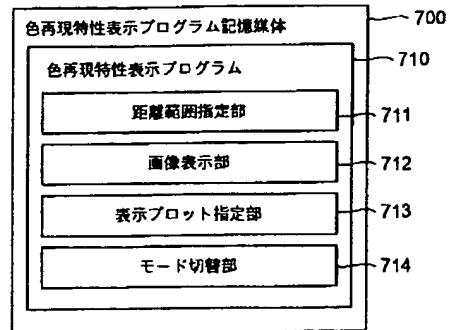 色再現特性表示プログラム記憶媒体
700
色再現特性表示プログラム
710
距離範囲指定部
711
画像表示部
712
表示プロット指定部
713
モード切替部
714